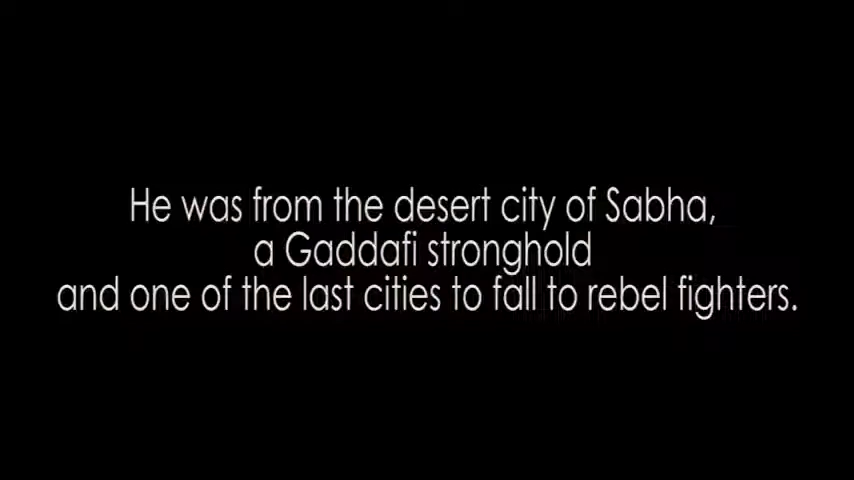 He was from the desert city of Sabha,
a Gaddafi stronghold
and one of the last cities to fall to rebel fighters.